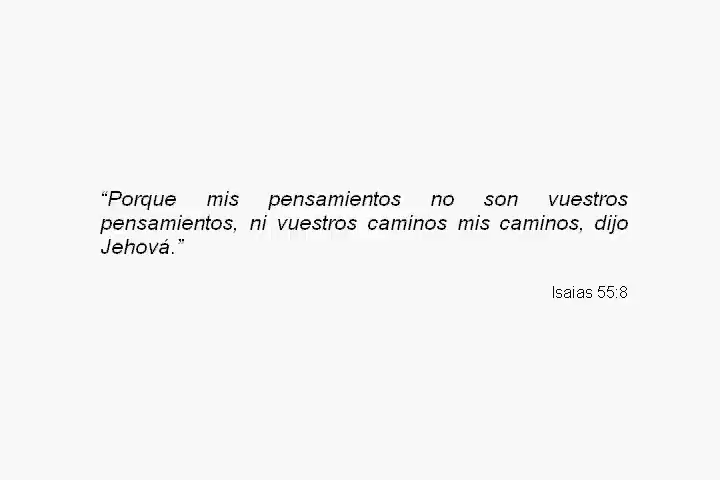 “Porque mis pensamientos no son vuestros
pensamientos, ni vuestros caminos mis caminos, dijo
Jehová.”
Isaias 55:8